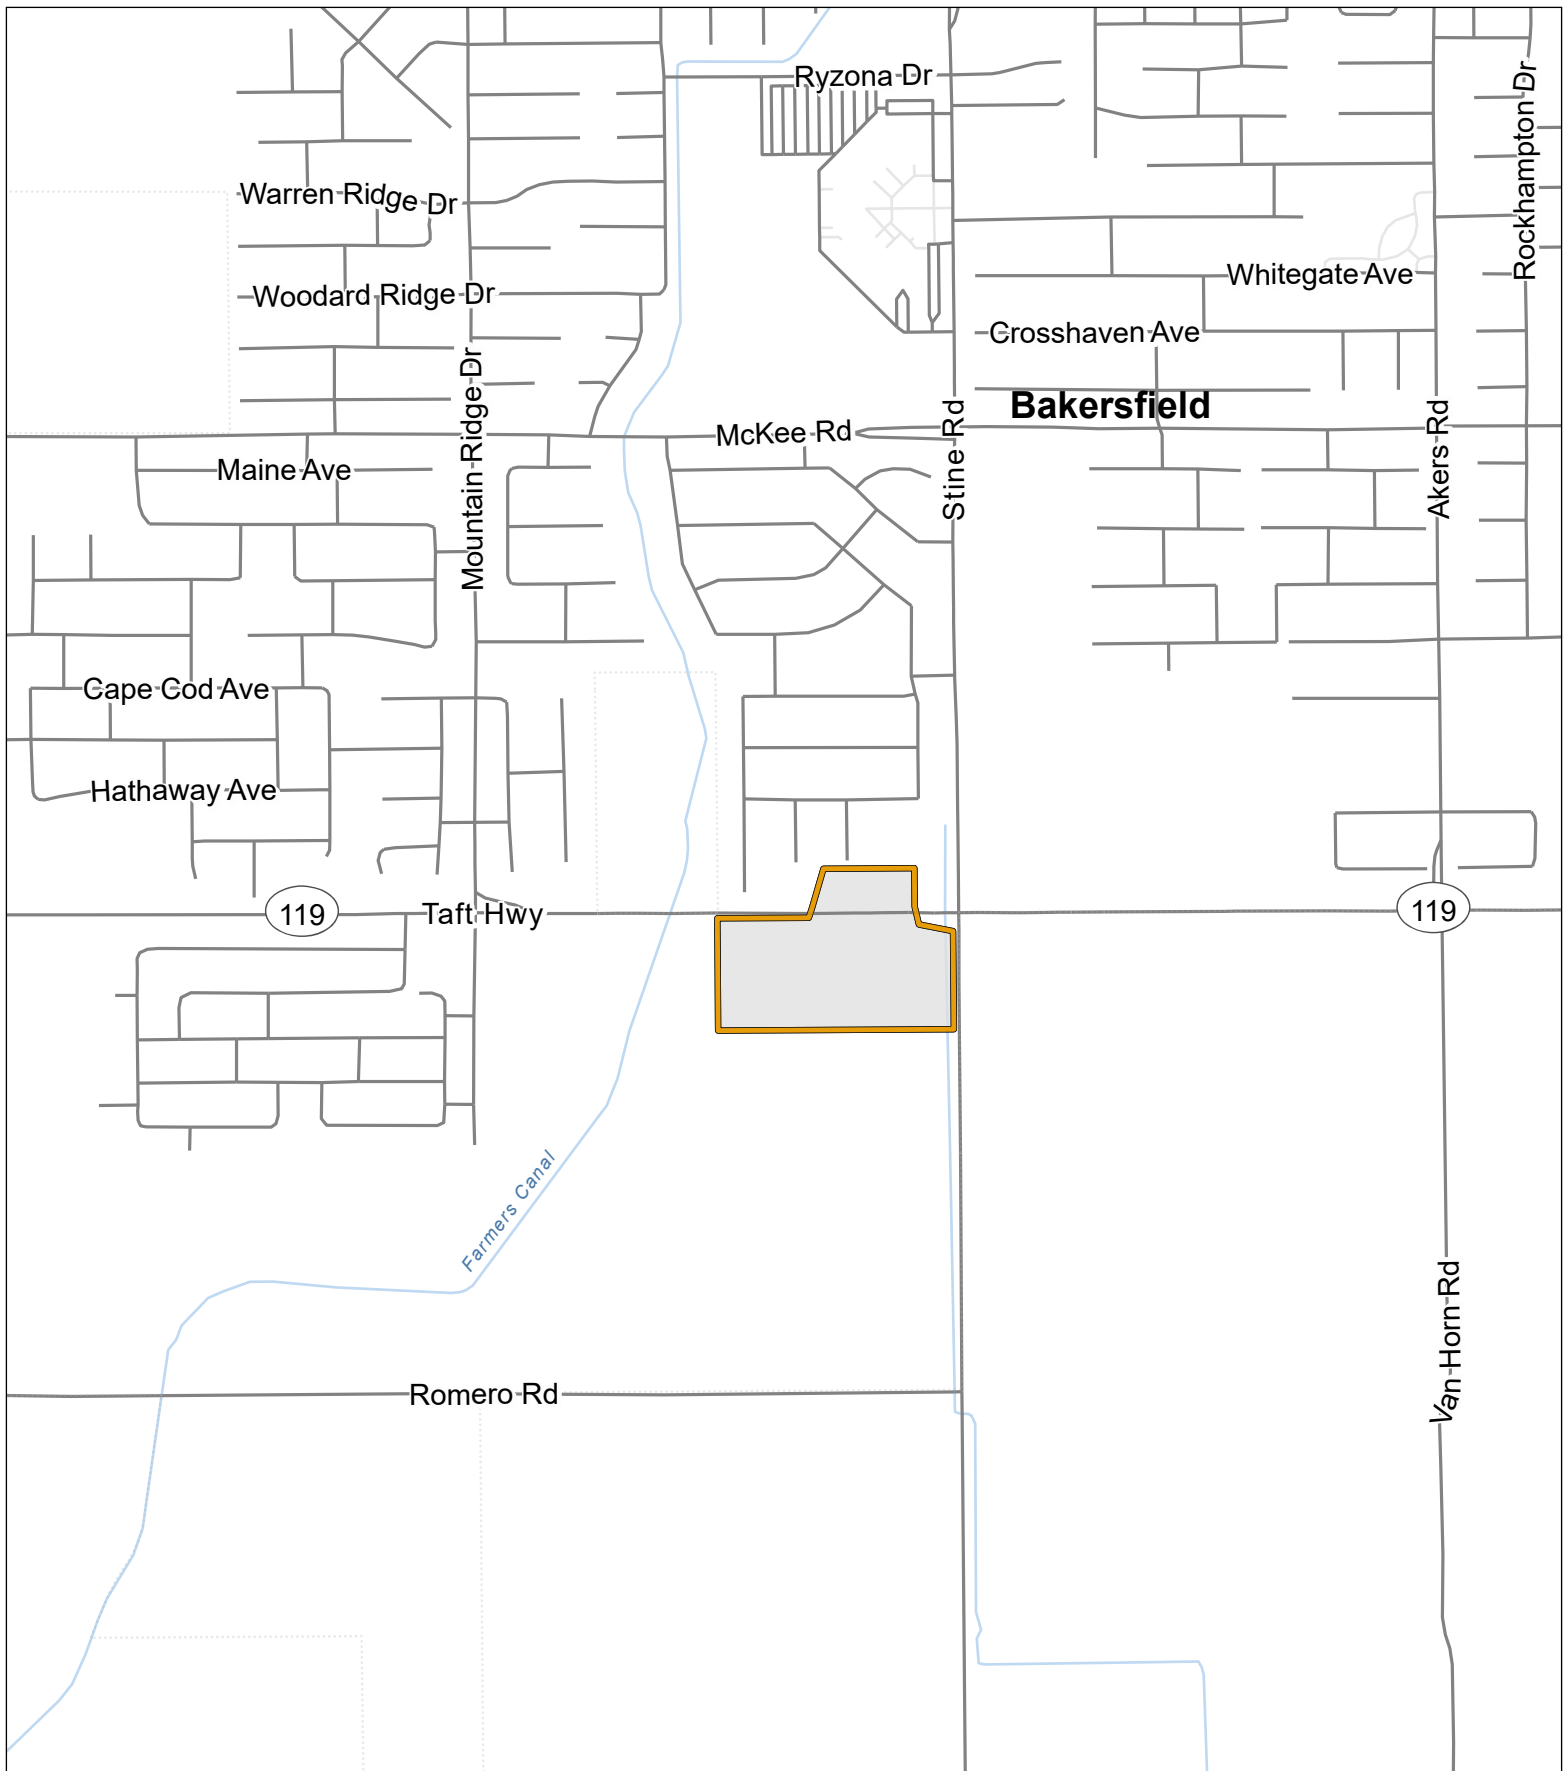 Ryzona Dr
Rockhampton Dr
Warren Ridge Dr
Whitegate Ave
Woodard Ridge Dr
Crosshaven Ave
Mountain Ridge Dr
Bakersfield
Stine Rd
Akers Rd
McKee Rd
Maine Ave
Cape Cod Ave
Hathaway Ave
119
Taft Hwy
119
Farmers Canal
Van Horn Rd
Romero Rd